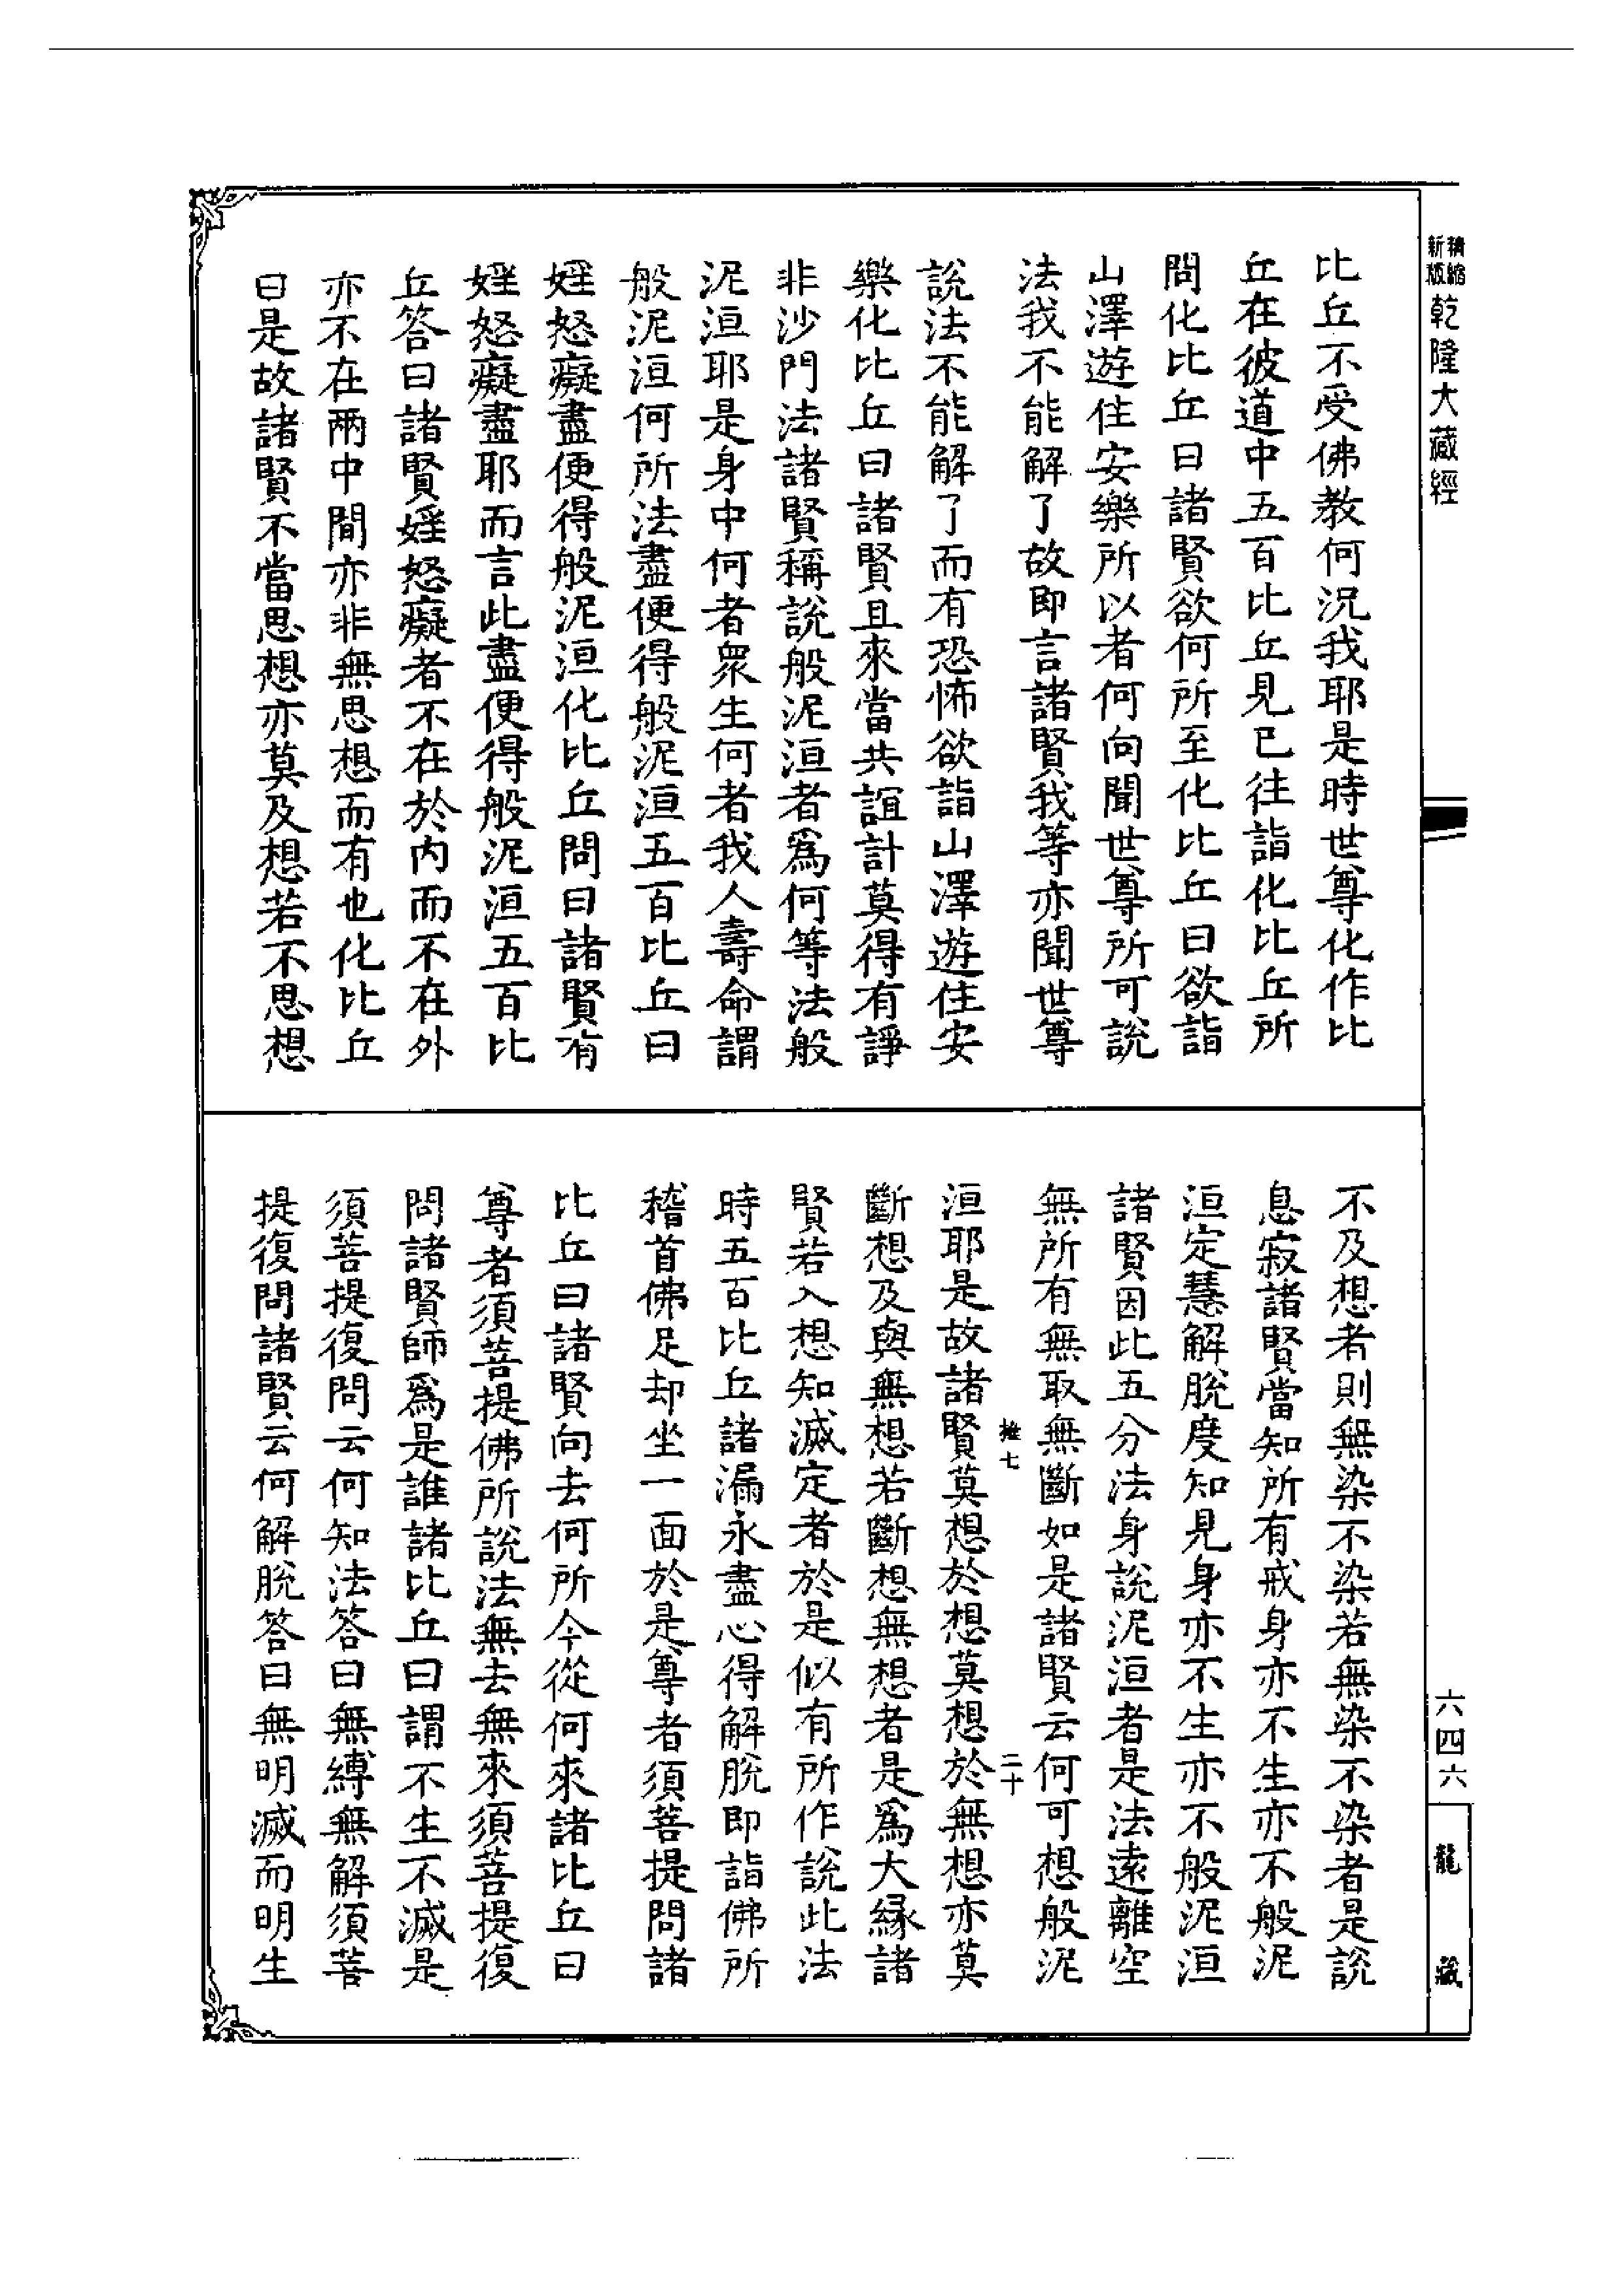 精縮新版乾隆大藏經
比丘不受佛教何況我耶是時世尊化作比
丘在彼道中五百比丘見已往詣化比丘所
問化比丘曰諸賢欲何所至化比丘曰欲詣
山澤遊住安樂所以者何向聞世尊所可說
法我不能解了故即言諸賢我等亦聞世尊
說法不能解了而有恐怖欲詣山澤遊住安
樂化比丘曰諸賢且來當共誼計莫得有諍
非沙門法諸賢稱說般泥洹者爲何等法般
泥洹耶是身中何者衆生何者我人壽命謂
般泥洹何所法盡便得般泥洹五百比丘曰
婬怒癡盡便得般泥洹化比丘問曰諸賢有
婬怒癡盡耶而言此盡便得般泥洹五百比
丘答曰諸賢婬怒癡者不在於內而不在外
亦不在兩中間亦非無思想而有也化比丘
曰是故諸賢不當思想亦莫及想若不思想
不及想者則無染不染若無染不染者是說
息寂諸賢當知所有戒身亦不生亦不般泥
洹定慧解脫度知見身亦不生亦不般泥洹
諸賢因此五分法身說泥洹者是法遠離空
無所有無取無斷如是諸賢云何可想般泥
洹耶是故諸賢莫想於想莫想於無想亦莫
斷想及與無想若斷想無想者是爲大縁諸
賢若入想知滅定者於是似有所作說此法
時五百比丘諸漏永盡心得解脫即詣佛所
稽首佛足却坐一面於是尊者須菩提問諸
比丘曰諸賢向去何所今從何來諸比丘曰
尊者須菩提佛所說法無去無來須菩提復
問諸賢師爲是誰諸比丘曰謂不生不滅是
須菩提復問云何知法答曰無縛無解須菩
提復問諸賢云何解脫答曰無明滅而明生
七
二十
六四六
龍藏